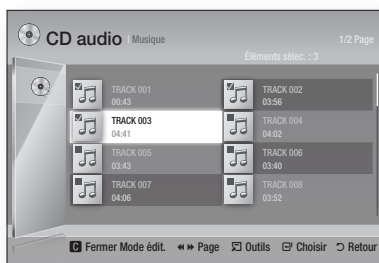 CD audio | Musique 1/2 Page
Éléments sélec. : 3
TRACK 001 TRACK 002
00:43 03:56
TRACK 003 TRACK 004
04:41 04:02
TRACK 005 TRACK 006
03:43 03:40
TRACK 007 TRACK 008
04:06 03:52
C Fermer Mode édit. Page Outils Choisir Retour